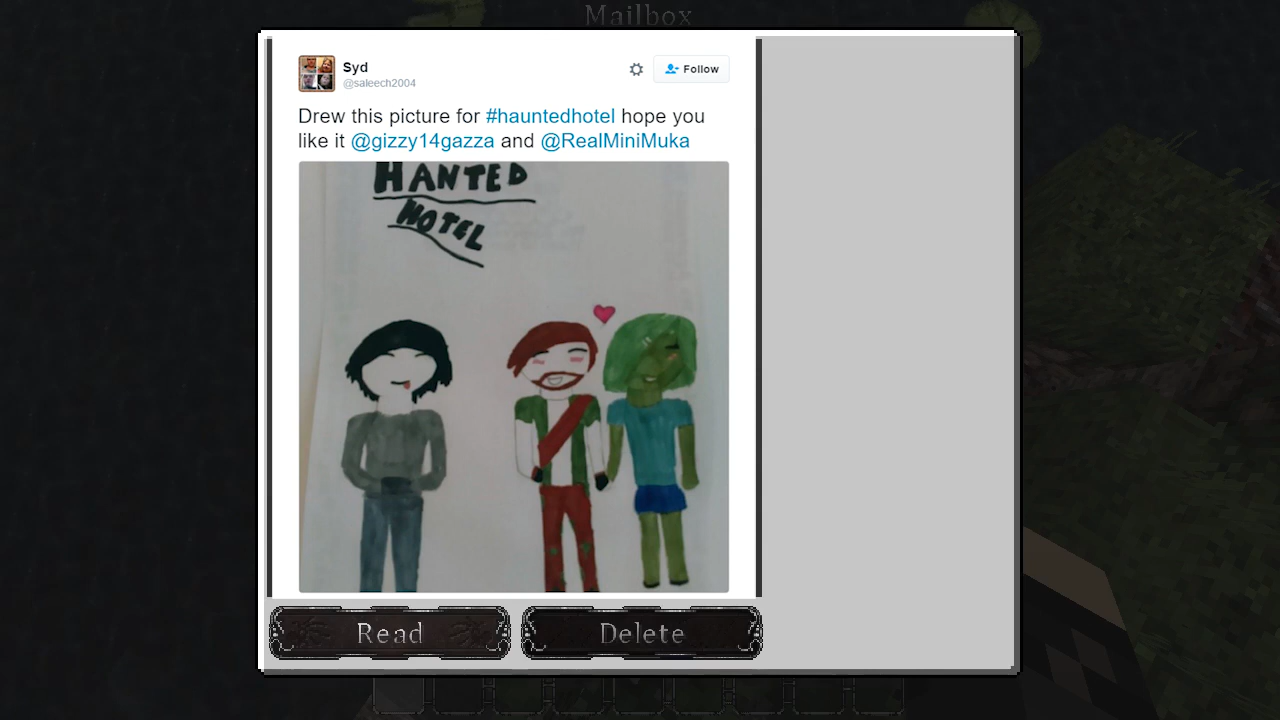 Mailbox
Syd
@saleech2004
Follow
Drew this picture for #hauntedhotel hope you
like it @gizzy14gazza and @RealMiniMuka
HANTED
HOTEL
Read
Delete